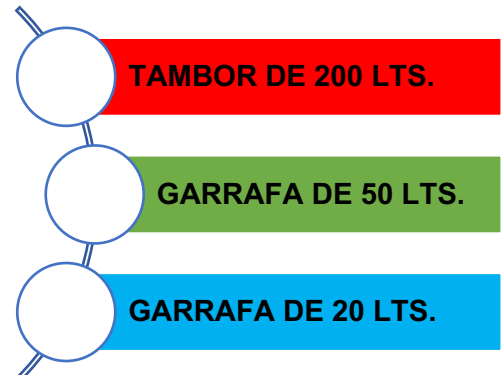 TAMBOR DE 200 LTS.
GARRAFA DE 50 LTS.
GARRAFA DE 20 LTS.